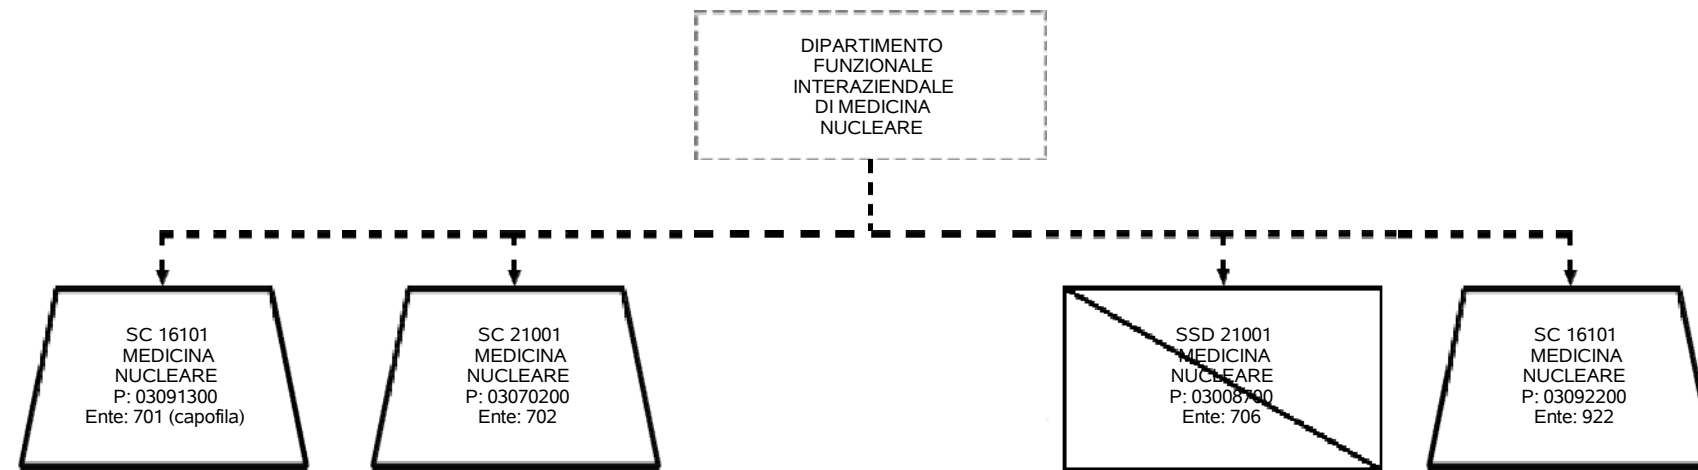 DIPARTIMENTO
FUNZIONALE
INTERAZIENDALE
DI MEDICINA
NUCLEARE
SC 16101
MEDICINA
NUCLEARE
P: 03091300
Ente: 701 (capofila)
SC 21001
MEDICINA
NUCLEARE
P: 03070200
Ente: 702
SSD 21001
MEDICINA
NUCLEARE
P: 03008700
Ente: 706
SC 16101
MEDICINA
NUCLEARE
P: 03092200
Ente: 922